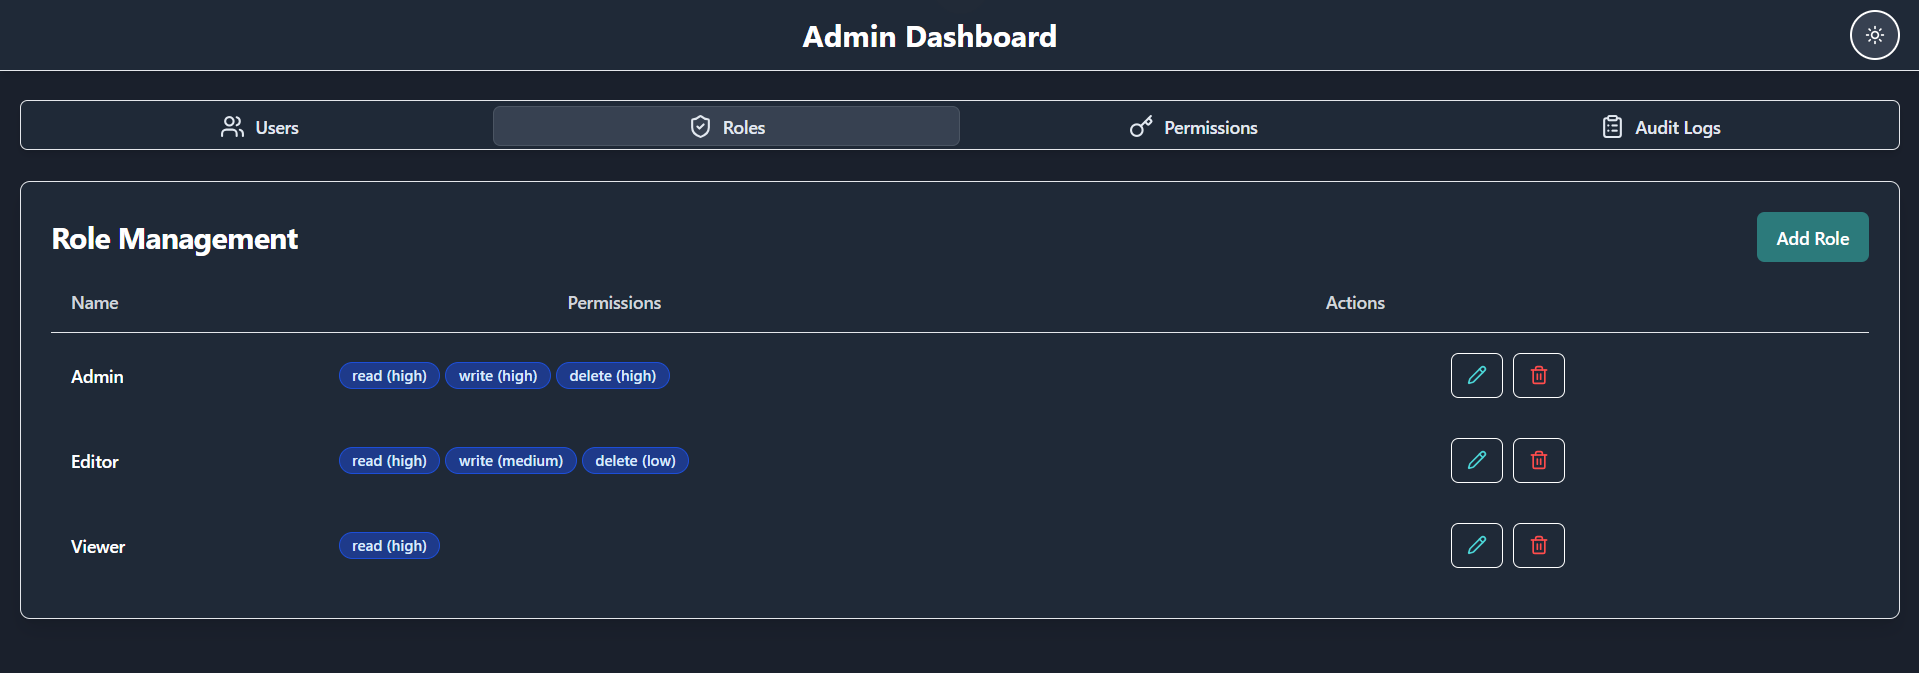 Admin Dashboard
Users Roles Permissions Audit Logs
Role Management
Add Role
Name Permissions Actions
Admin read (high) write (high) delete (high)
Editor read (high) write (medium) delete (low)
Viewer read (high)